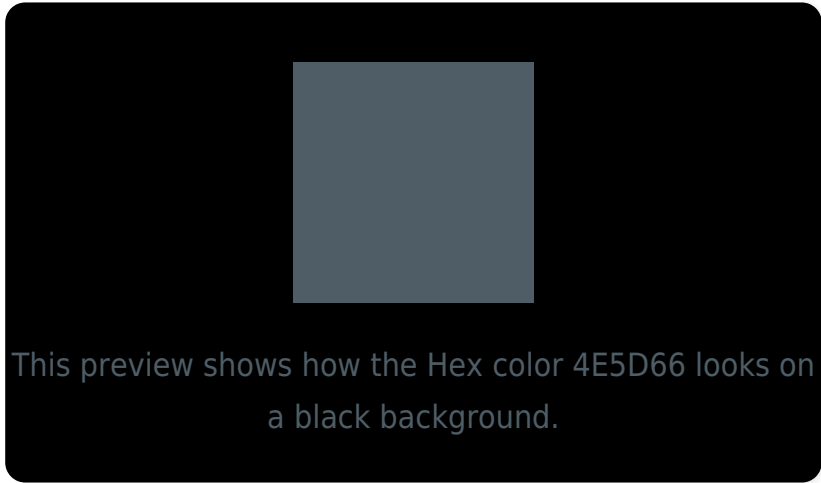 This preview shows how the Hex color 4E5D66 looks on
a black background.